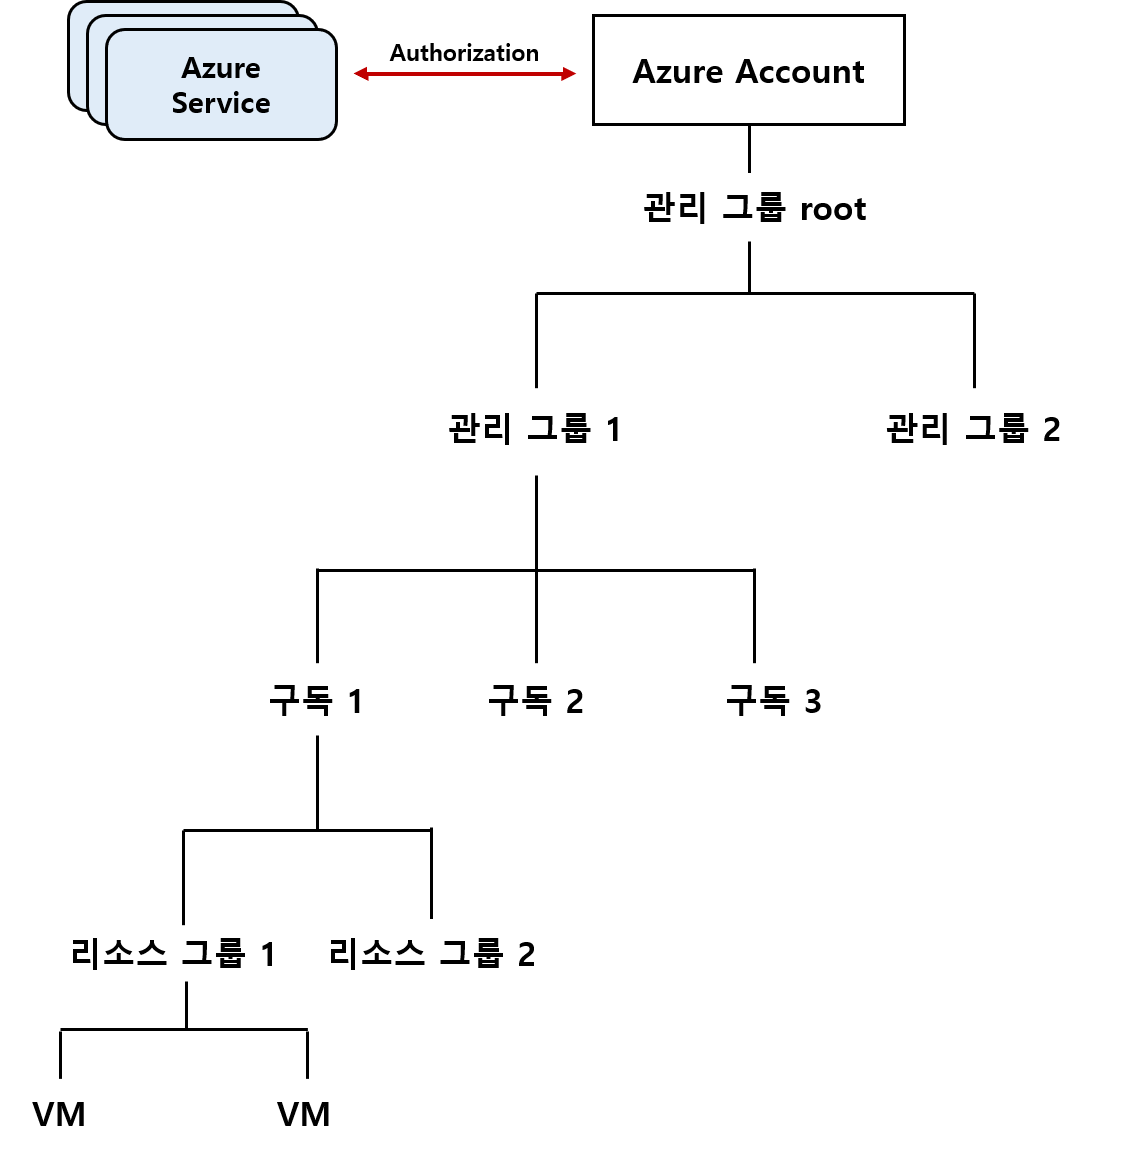 Azure
Service
Authorization
Azure Account
관리 그룹 root
관리 그룹 1
관리 그룹 2
구독 1
구독 2
구독 3
리소스 그룹 1
리소스 그룹 2
VM
VM